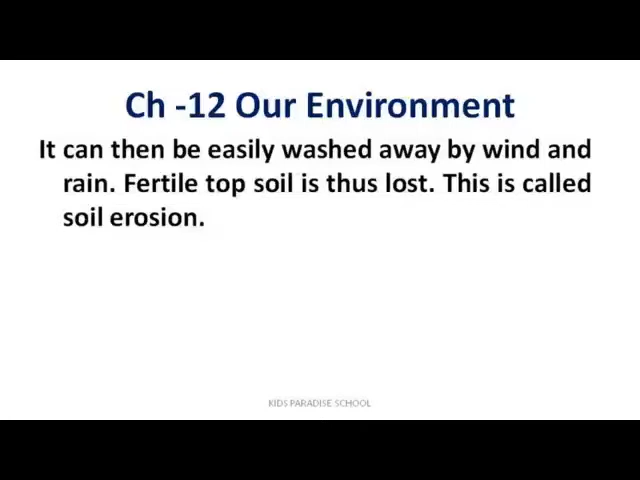 Ch -12 Our Environment
It can then be easily washed away by wind and
rain. Fertile top soil is thus lost. This is called
soil erosion.
KIDS PARADISE SCHOOL